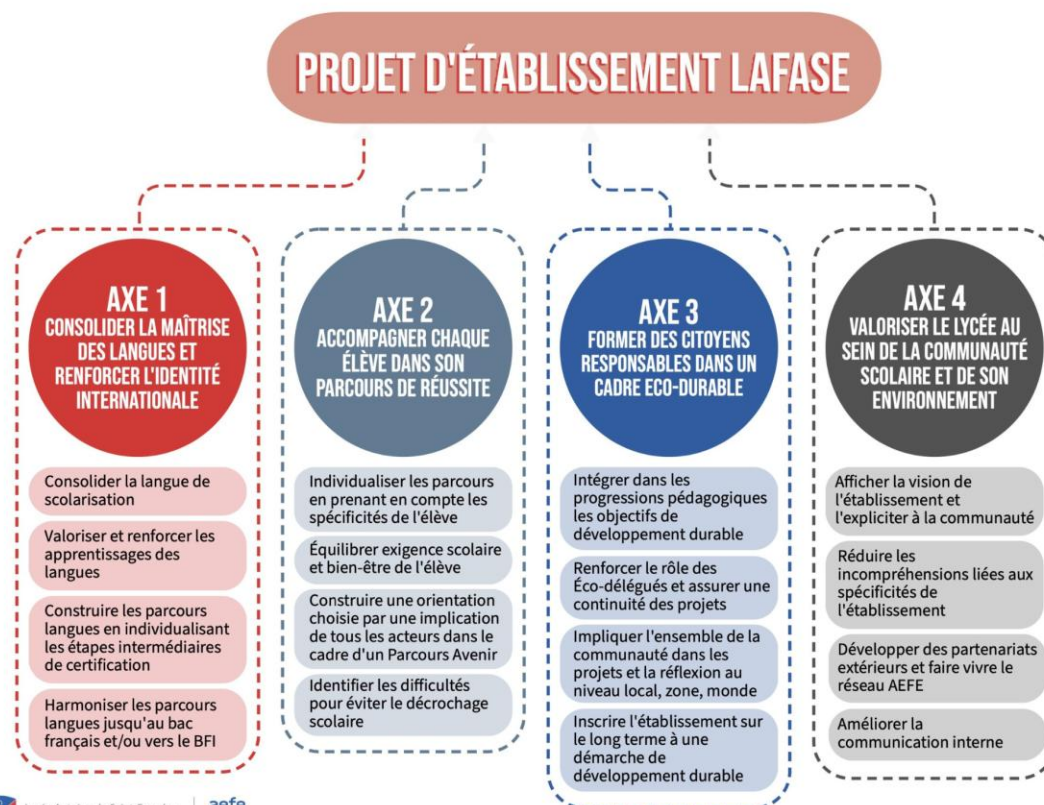 PROJET D'ÉTABLISSEMENT LAFASE
AXE 1
CONSOLIDER LA MAÎTRISE
DES LANGUES ET
RENFORCER L'IDENTITÉ
INTERNATIONALE
Consolider la langue de
scolarisation
Valoriser et renforcer les
apprentissages des
langues
Construire les parcours
langues en individualisant
les étapes intermédiaires
de certification
Harmoniser les parcours
langues jusqu'au bac
français et/ou vers le BFI
AXE 2
ACCOMPAGNER CHAQUE
ÉLÈVE DANS SON
PARCOURS DE RÉUSSITE
Individualiser les parcours
en prenant en compte les
spécificités de l'élève
Équilibrer exigence scolaire
et bien-être de l'élève
Construire une orientation
choisie par une implication
de tous les acteurs dans le
cadre d'un Parcours Avenir
Identifier les difficultés
pour éviter le décrochage
scolaire
AXE 3
FORMER DES CITOYENS
RESPONSABLES DANS UN
CADRE ECO-DURABLE
Intégrer dans les
progressions pédagogiques
les objectifs de
développement durable
Renforcer le rôle des
Éco-délégués et assurer une
continuité des projets
Impliquer l'ensemble de la
communauté dans les
projets et la réflexion au
niveau local, zone, monde
Inscrire l'établissement sur
le long terme à une
démarche de
développement durable
AXE 4
VALORISER LE LYCÉE AU
SEIN DE LA COMMUNAUTÉ
SCOLAIRE ET DE SON
ENVIRONNEMENT
Afficher la vision de
l'établissement et
l'expliciter à la communauté
Réduire les
incompréhensions liées aux
spécificités de
l'établissement
Développer des partenariats
extérieurs et faire vivre le
réseau AEFE
Améliorer la
communication interne
aefe